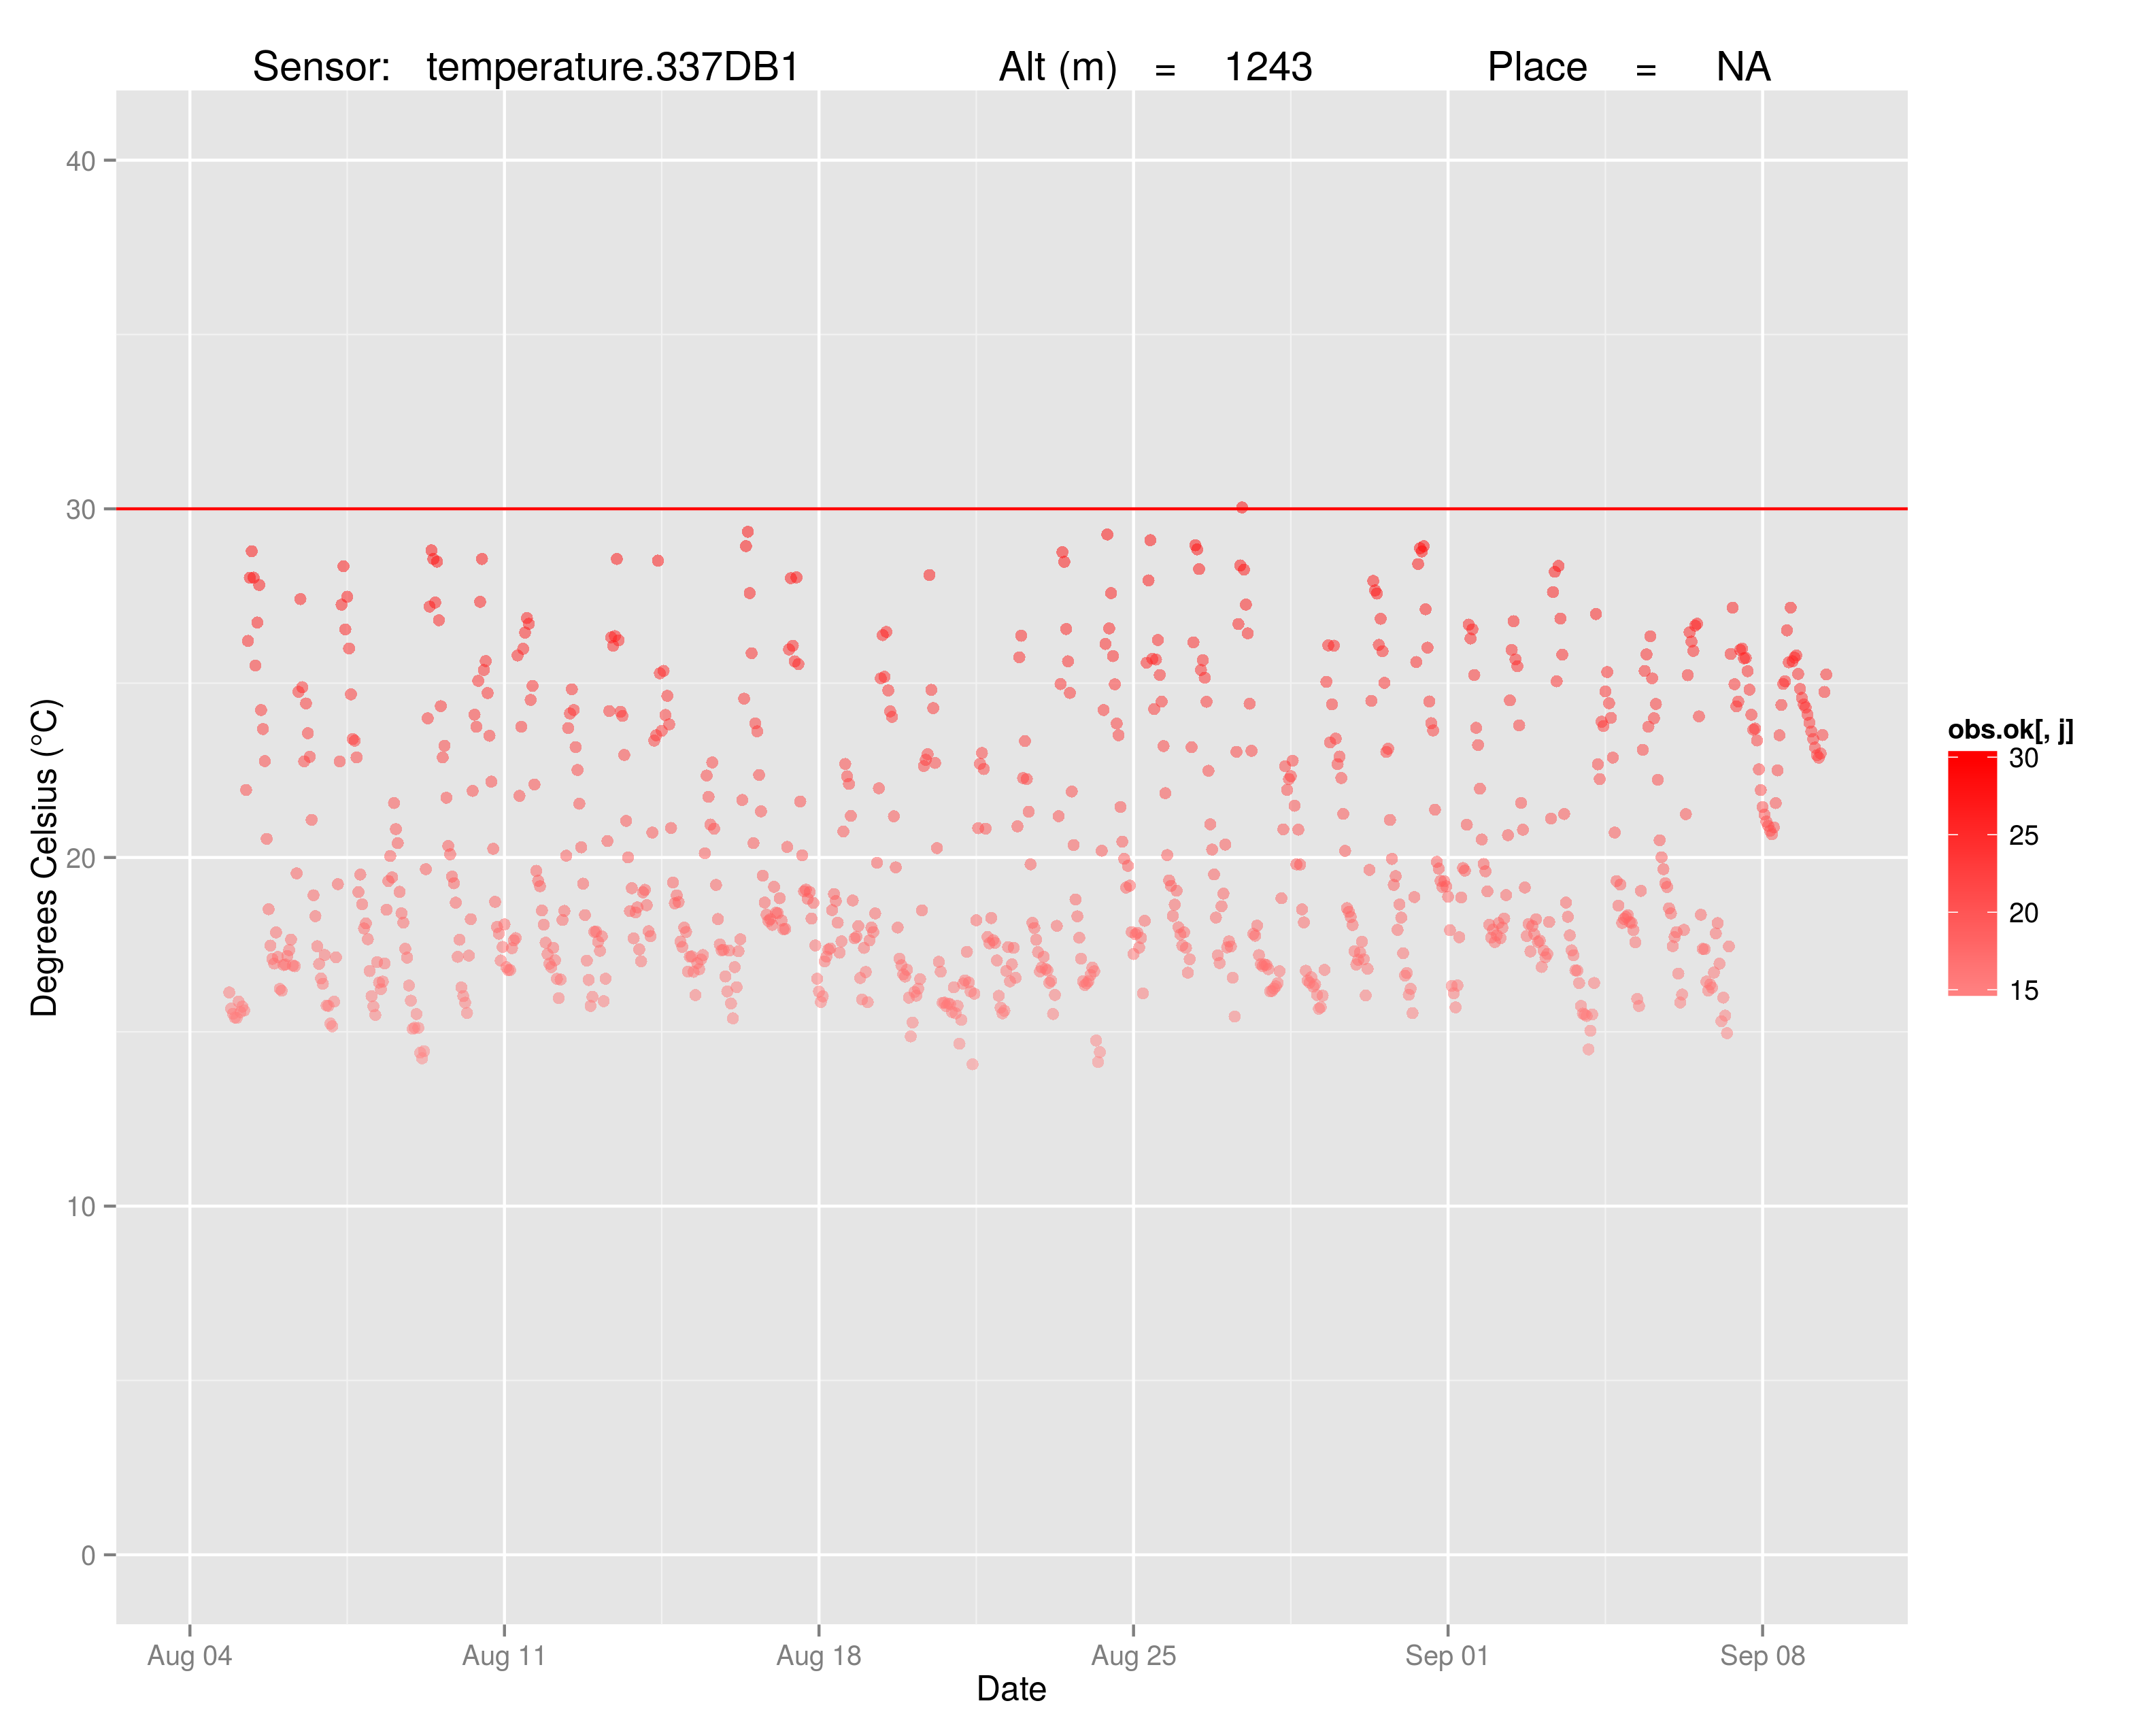 Sensor: temperature.337DB1 Alt (m) = 1243 Place = NA
Degrees Celsius (°C)
40
30
20
10
0
Aug 04 Aug 11 Aug 18 Aug 25 Sep 01 Sep 08
Date
obs.ok[, j]
30
25
20
15